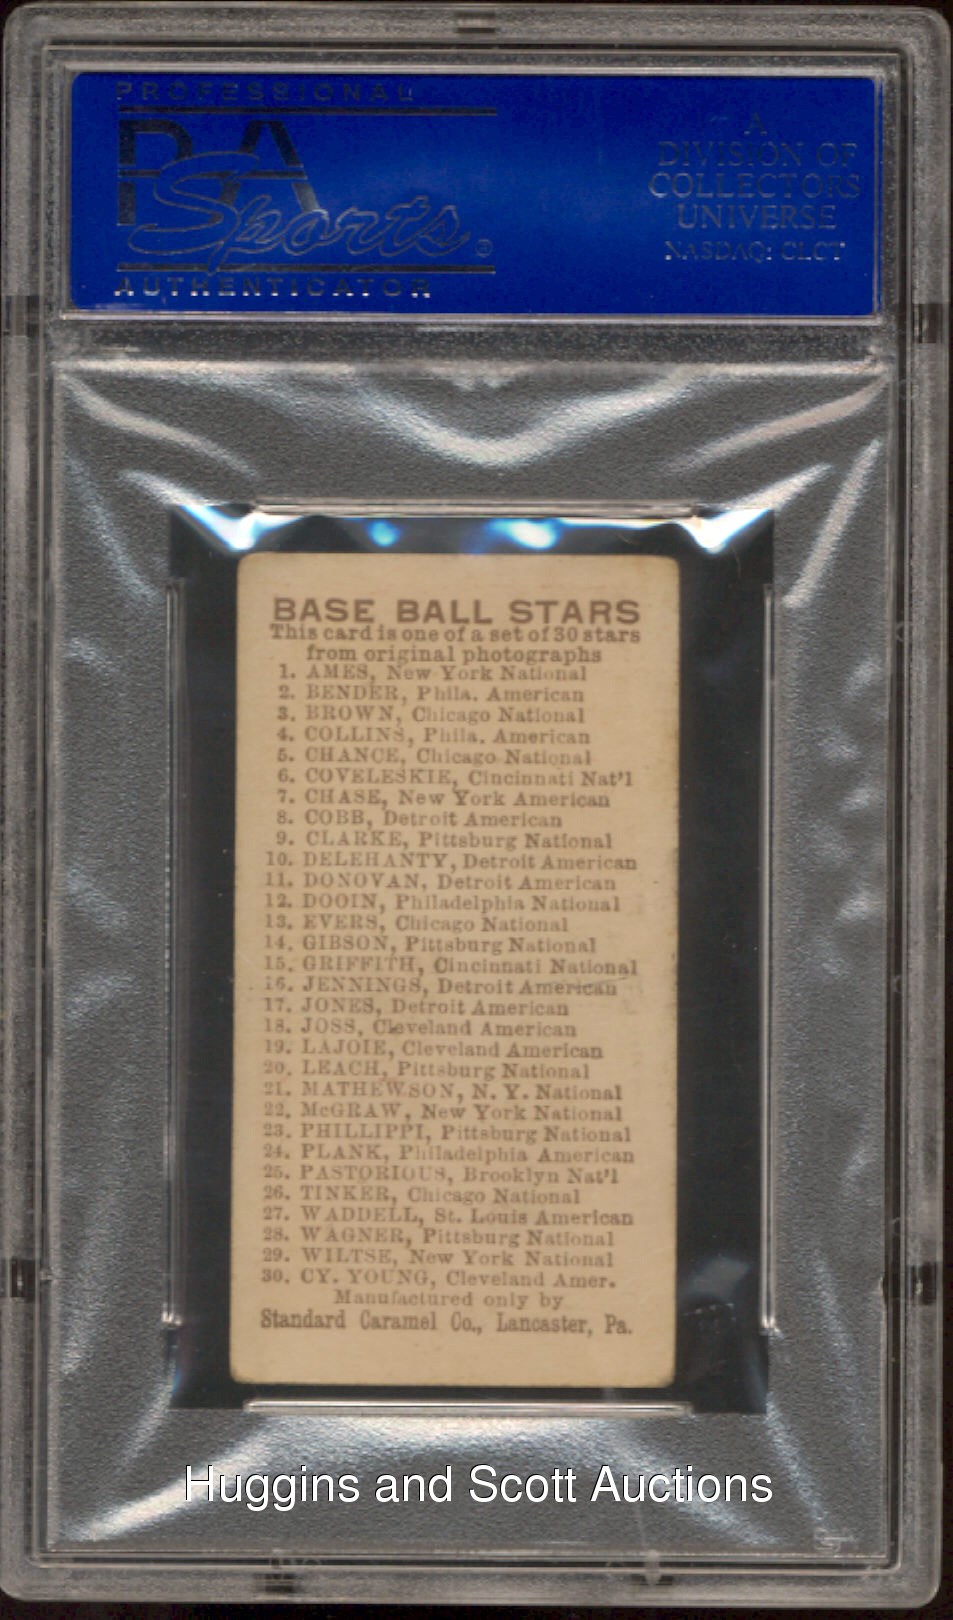 PROFESSIONAL
PSA
Sports®
AUTHENTICATOR
A
DIVISION OF
COLLECTORS
UNIVERSE
NASDAQ: CLCT
BASE BALL STARS
This card is one of a set of 30 stars
from original photographs
1. AMES, New York National
2. BENDER, Phila. American
3. BROWN, Chicago National
4. COLLINS, Phila. American
5. CHANCE, Chicago National
6. COVELESKIE, Cincinnati Nat'l
7. CHASE, New York American
8. COBB, Detroit American
9. CLARKE, Pittsburg National
10. DELEHANTY, Detroit American
11. DONOVAN, Detroit American
12. DOOIN, Philadelphia National
13. EVERS, Chicago National
14. GIBSON, Pittsburg National
15. GRIFFITH, Cincinnati National
16. JENNINGS, Detroit American
17. JONES, Detroit American
18. JOSS, Cleveland American
19. LAJOIE, Cleveland American
20. LEACH, Pittsburg National
21. MATHEWSON, N. Y. National
22. McGRAW, New York National
23. PHILLIPPI, Pittsburg National
24. PLANK, Philadelphia American
25. PASTORIOUS, Brooklyn Nat'l
26. TINKER, Chicago National
27. WADDELL, St. Louis American
28. WAGNER, Pittsburg National
29. WILTSE, New York National
30. CY. YOUNG, Cleveland Amer.
Manufactured only by
Standard Caramel Co., Lancaster, Pa.
Huggins and Scott Auctions